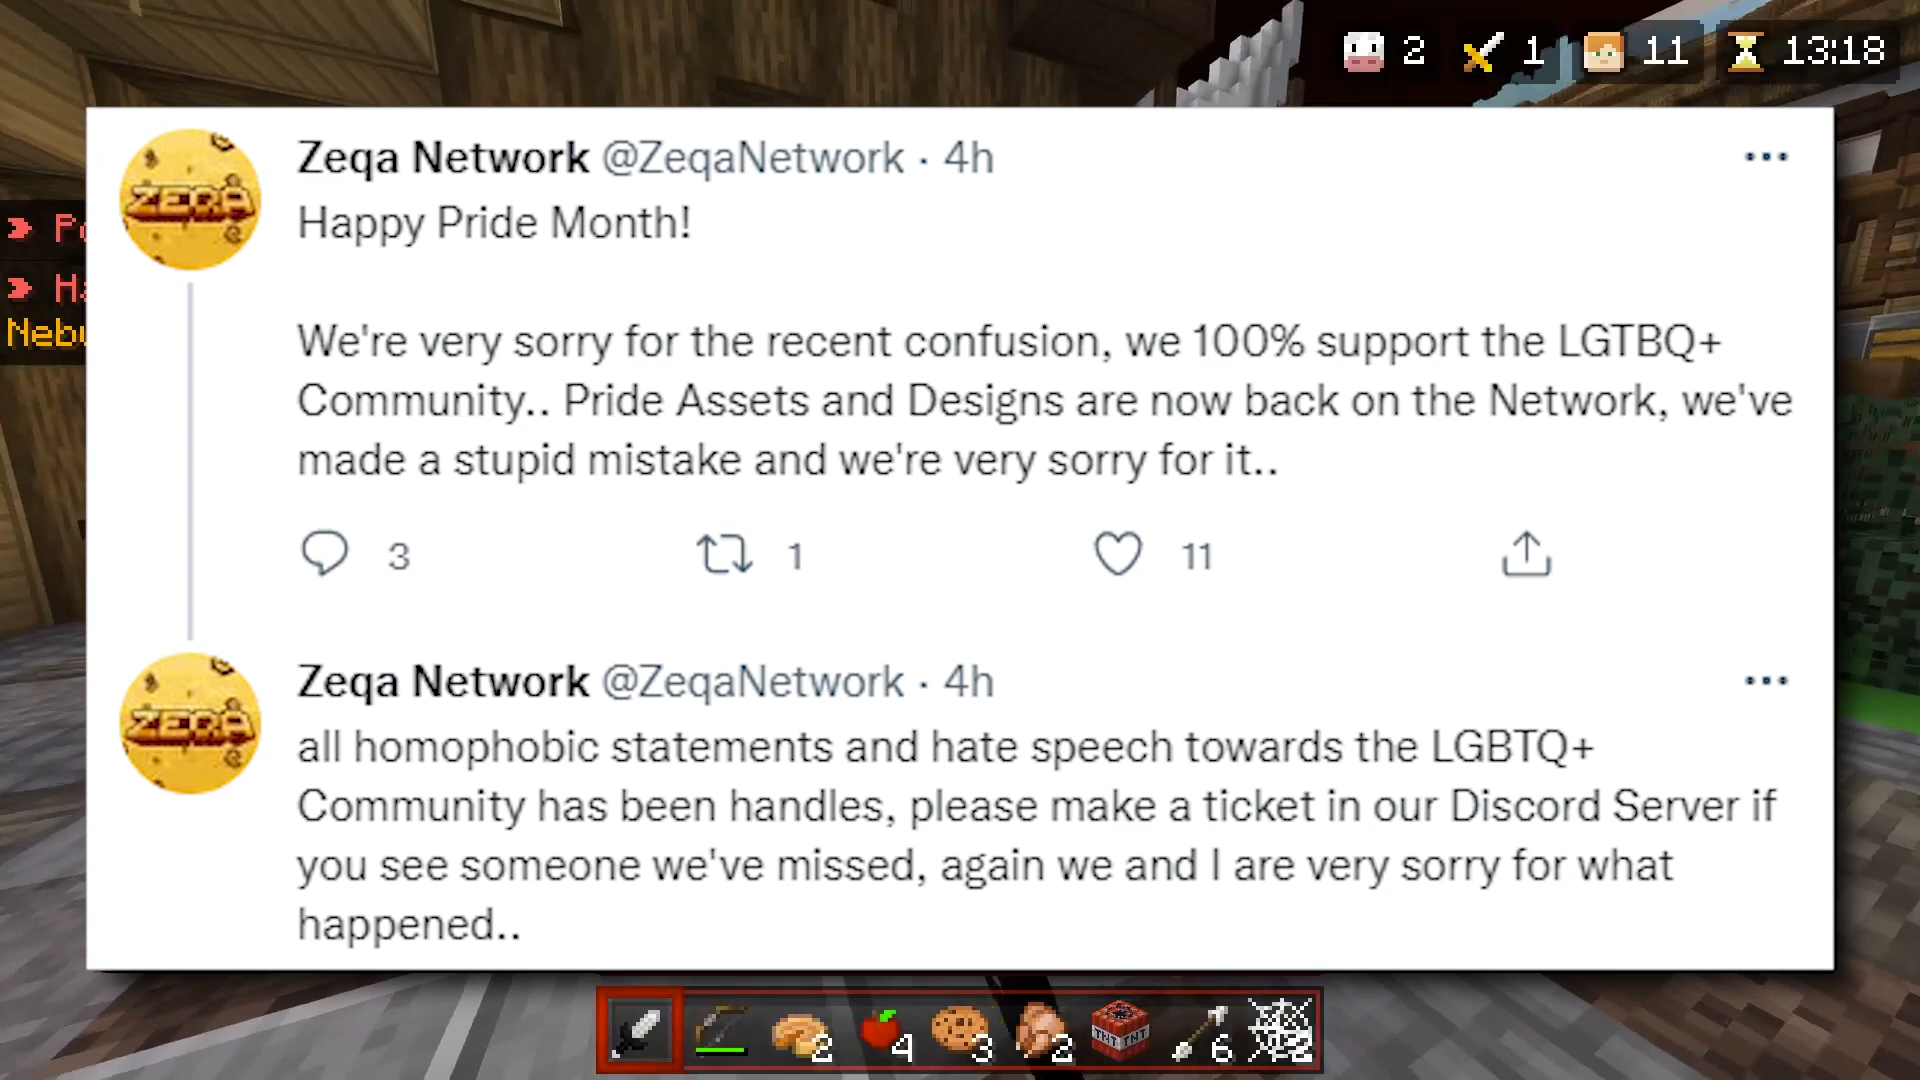 2 1 11 13:18
Zeqa Network @ZeqaNetwork · 4h
Happy Pride Month!
We're very sorry for the recent confusion, we 100% support the LGTBQ+
Community.. Pride Assets and Designs are now back on the Network, we've
made a stupid mistake and we're very sorry for it..
3 1 11
ZEQA
Zeqa Network @ZeqaNetwork · 4h
all homophobic statements and hate speech towards the LGBTQ+
Community has been handles, please make a ticket in our Discord Server if
you see someone we've missed, again we and I are very sorry for what
happened..
ZEQA
TNT TNT
2 4 3 2 6 2